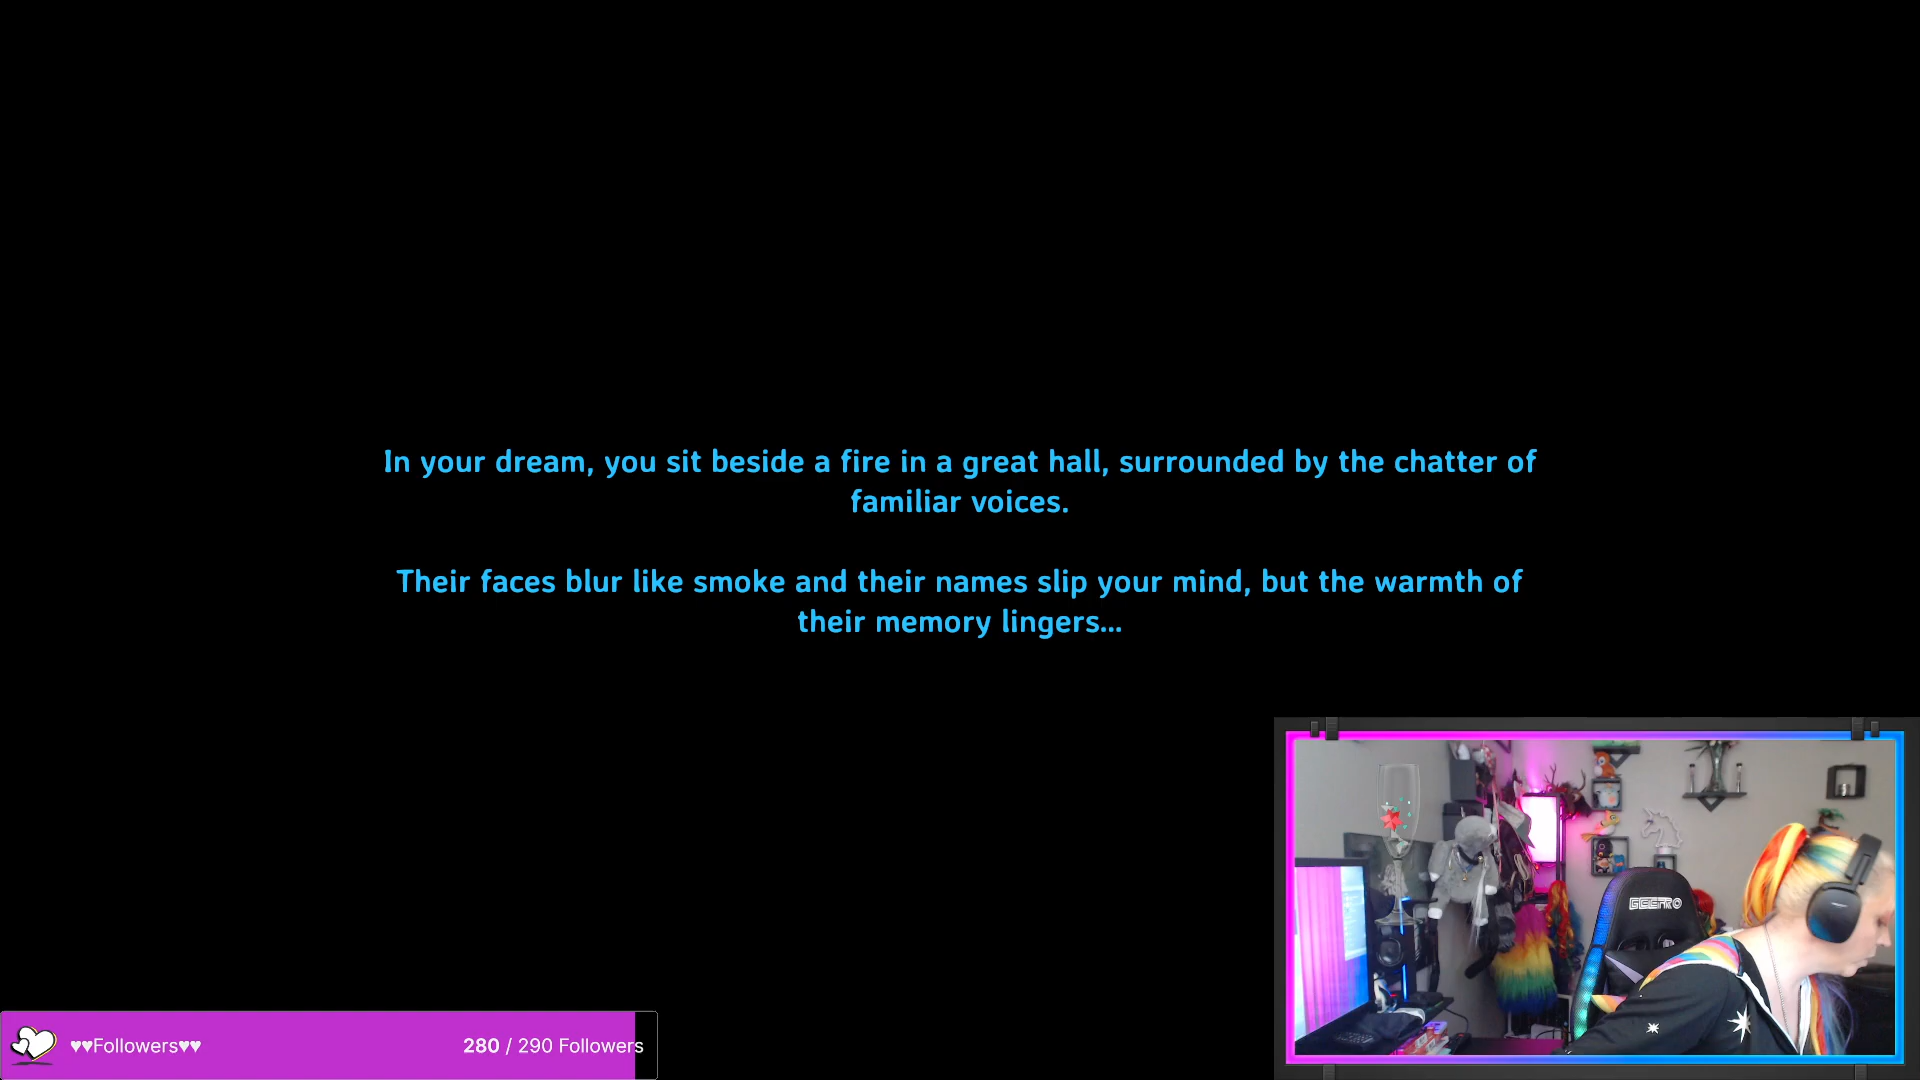 In your dream, you sit beside a fire in a great hall, surrounded by the chatter of
familiar voices.
Their faces blur like smoke and their names slip your mind, but the warmth of
their memory lingers...
♥♥Followers♥♥
280 / 290 Followers